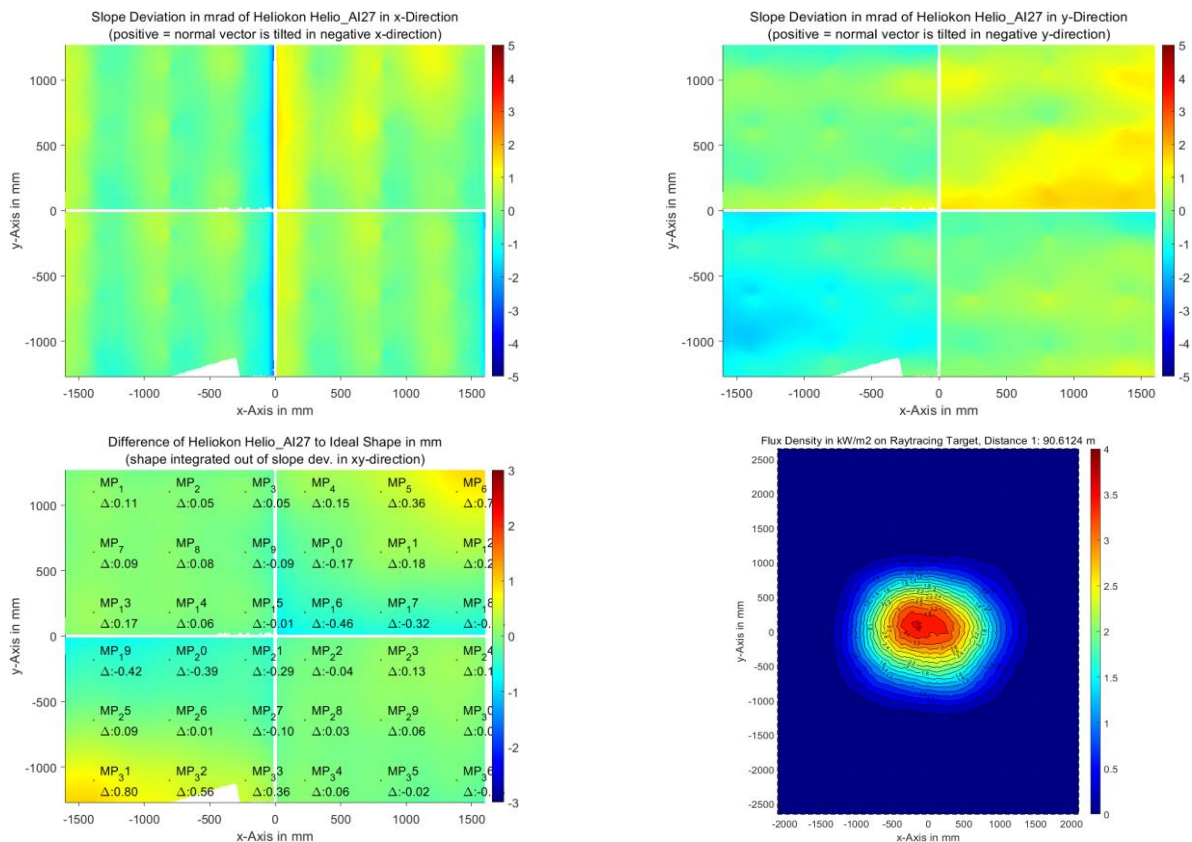 Slope Deviation in mrad of Heliokon Helio_AI27 in x-Direction
(positive = normal vector is tilted in negative x-direction)
1000
500
0
-500
-1000
y-Axis in mm
-1500 -1000 -500 0 500 1000 1500
x-Axis in mm
5
4
3
2
1
0
-1
-2
-3
-4
-5
Slope Deviation in mrad of Heliokon Helio_AI27 in y-Direction
(positive = normal vector is tilted in negative y-direction)
1000
500
0
-500
-1000
y-Axis in mm
-1500 -1000 -500 0 500 1000 1500
x-Axis in mm
5
4
3
2
1
0
-1
-2
-3
-4
-5
Difference of Heliokon Helio_AI27 to Ideal Shape in mm
(shape integrated out of slope dev. in xy-direction)
1000
500
0
-500
-1000
y-Axis in mm
MP₁ MP₂ MP₃ MP₄ MP₅ MP₆
Δ:0.11 Δ:0.05 Δ:0.05 Δ:0.15 Δ:0.36 Δ:0.7
MP₇ MP₈ MP₉ MP₁0 MP₁1 MP₁2
Δ:0.09 Δ:0.08 Δ:-0.09 Δ:-0.17 Δ:0.18 Δ:0.2
MP₁3 MP₁4 MP₁5 MP₁6 MP₁7 MP₁8
Δ:0.17 Δ:0.06 Δ:-0.01 Δ:-0.46 Δ:-0.32 Δ:-0.
MP₁9 MP₂0 MP₂1 MP₂2 MP₂3 MP₂4
Δ:-0.42 Δ:-0.39 Δ:-0.29 Δ:-0.04 Δ:0.13 Δ:0.1
MP₂5 MP₂6 MP₂7 MP₂8 MP₂9 MP₃0
Δ:0.09 Δ:0.01 Δ:-0.10 Δ:0.03 Δ:0.06 Δ:0.0
MP₃1 MP₃2 MP₃3 MP₃4 MP₃5 MP₃6
Δ:0.80 Δ:0.56 Δ:0.36 Δ:0.06 Δ:-0.02 Δ:-0.
-1500 -1000 -500 0 500 1000 1500
x-Axis in mm
3
2
1
0
-1
-2
-3
Flux Density in kW/m2 on Raytracing Target, Distance 1: 90.6124 m
2500
2000
1500
1000
500
0
-500
-1000
-1500
-2000
-2500
y-Axis in mm
-2000 -1500 -1000 -500 0 500 1000 1500 2000
x-Axis in mm
4
3.5
3
2.5
2
1.5
1
0.5
0